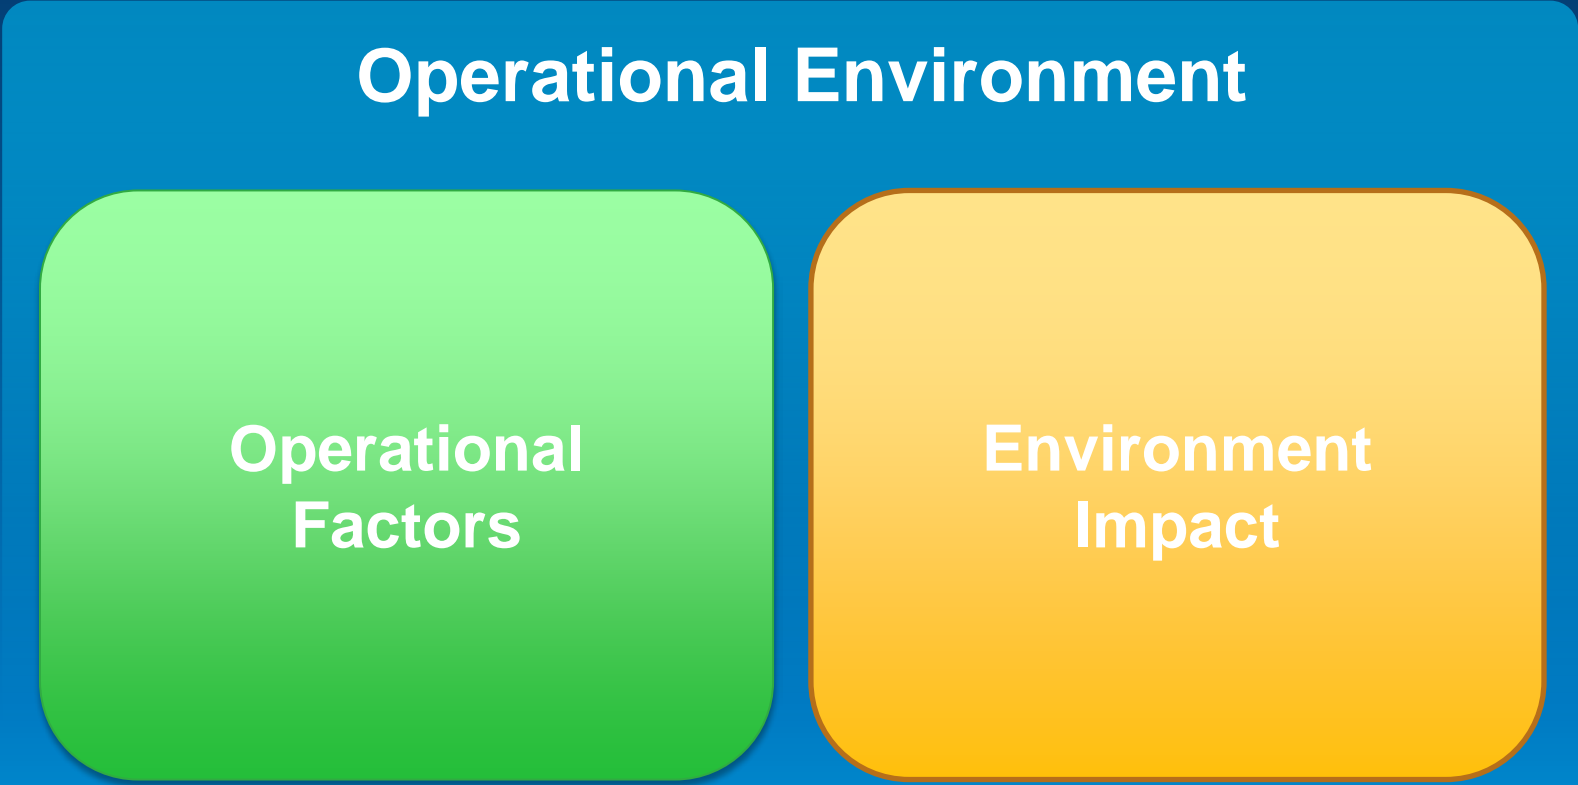 Operational Environment
Operational
Factors
Environment
Impact